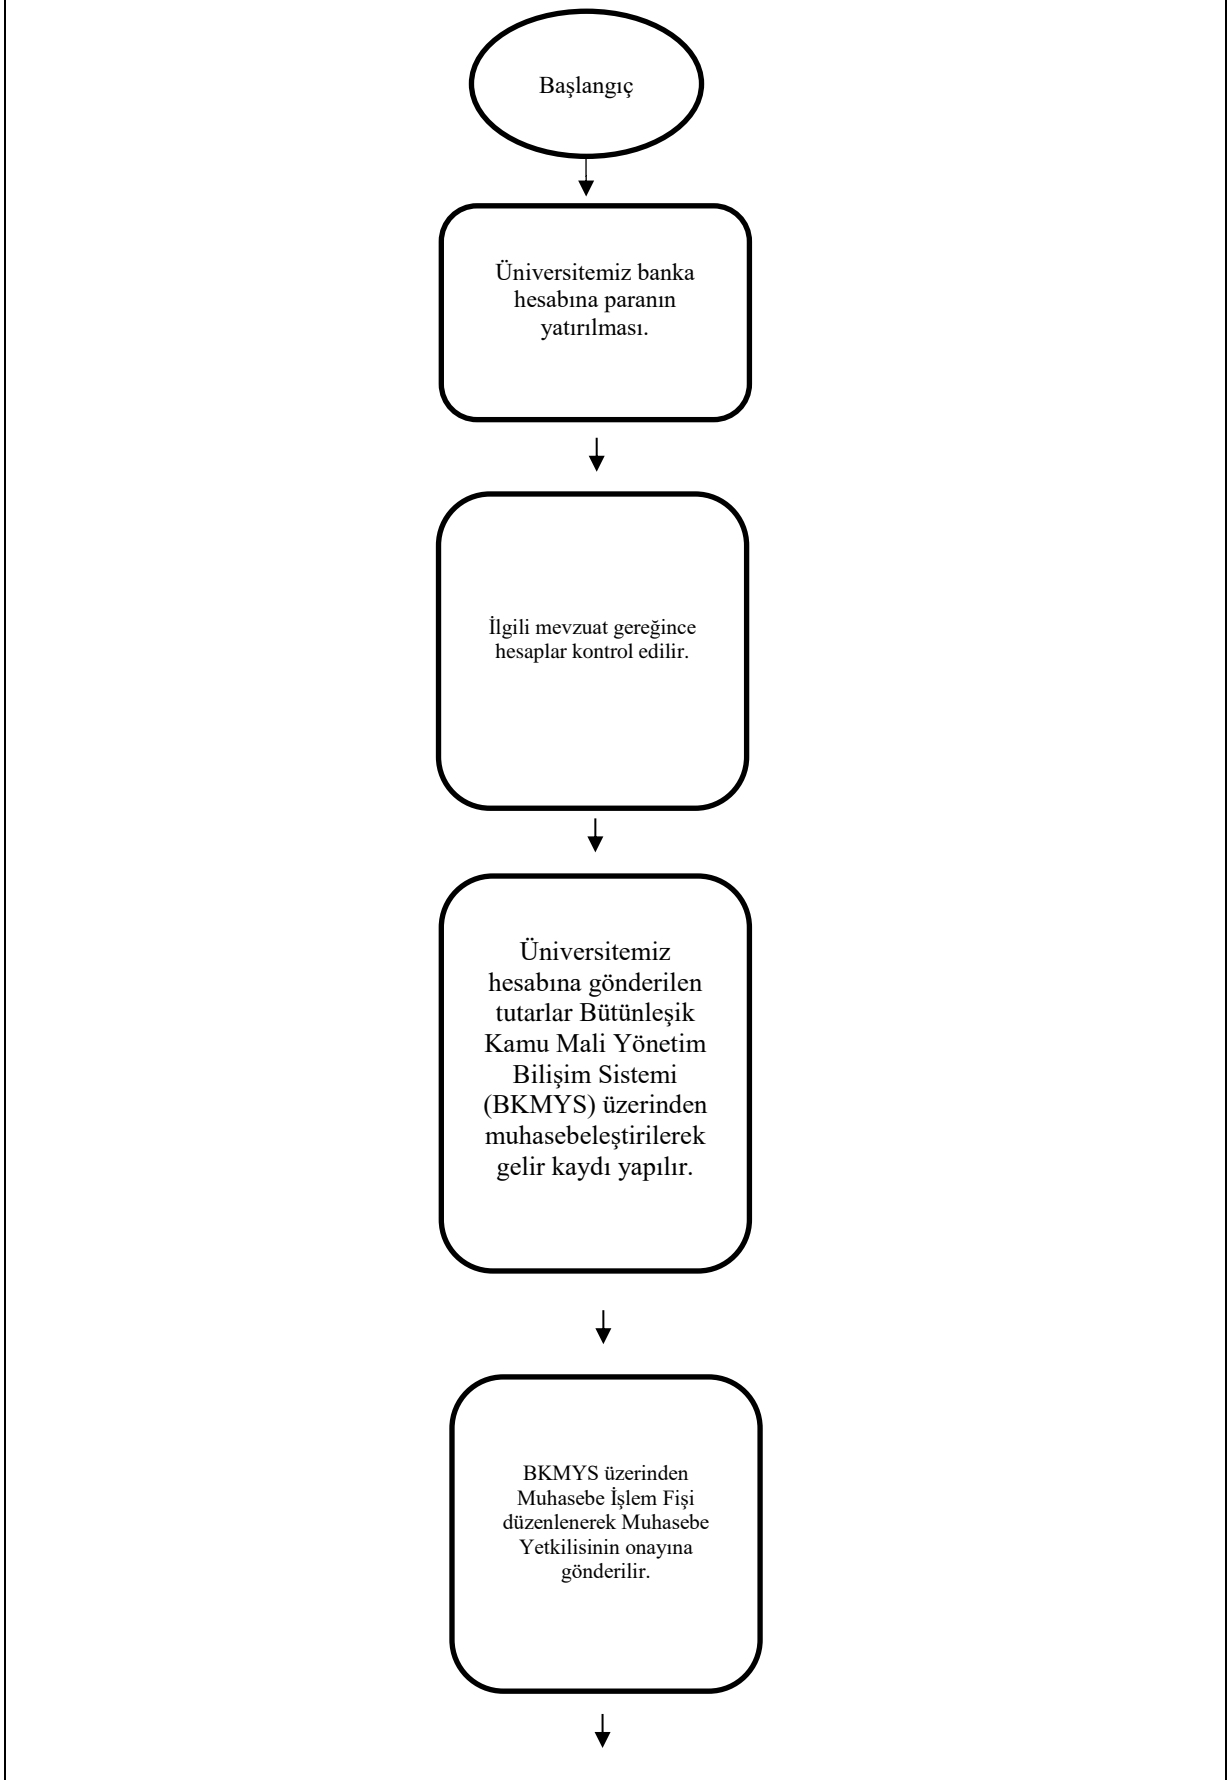 Başlangıç
Üniversitemiz banka
hesabına paranın
yatırılması.
İlgili mevzuat gereğince
hesaplar kontrol edilir.
Üniversitemiz
hesabına gönderilen
tutarlar Bütünleşik
Kamu Mali Yönetim
Bilişim Sistemi
(BKMYS) üzerinden
muhasebeleştirilerek
gelir kaydı yapılır.
BKMYS üzerinden
Muhasebe İşlem Fişi
düzenlenerek Muhasebe
Yetkilisinin onayına
gönderilir.